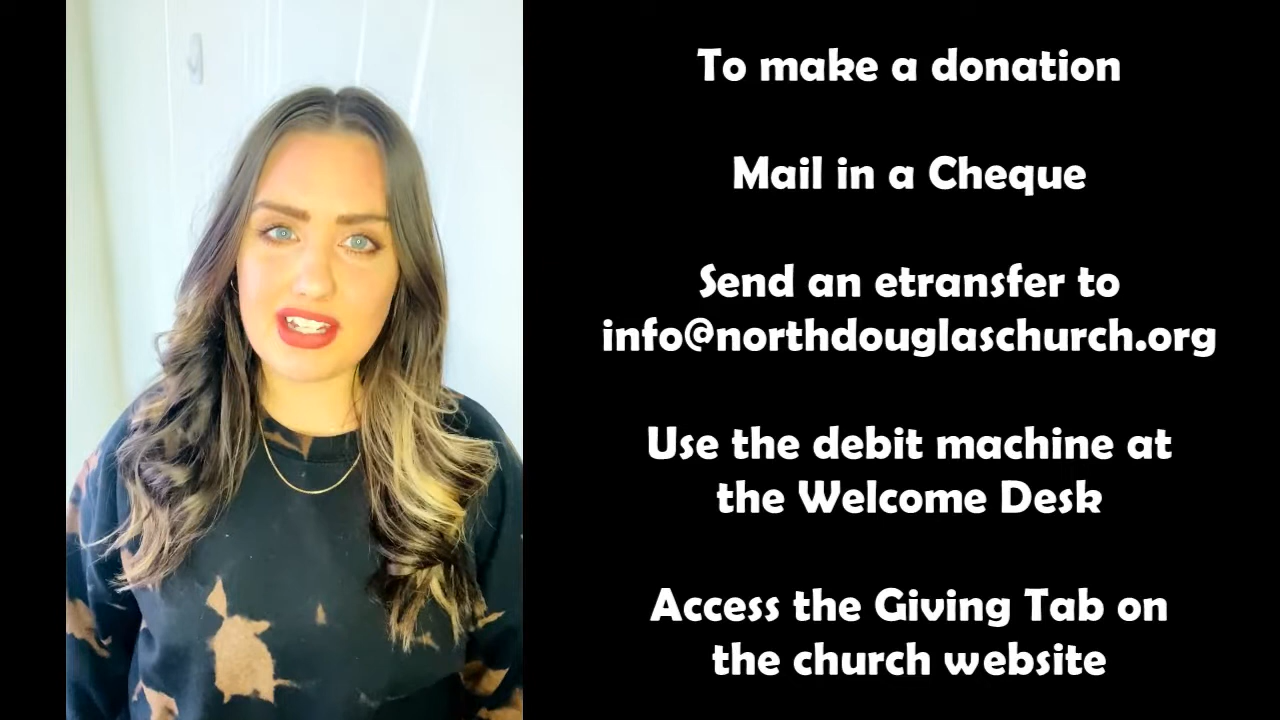 To make a donation
Mail in a Cheque
Send an etransfer to
info@northdouglaschurch.org
Use the debit machine at
the Welcome Desk
Access the Giving Tab on
the church website